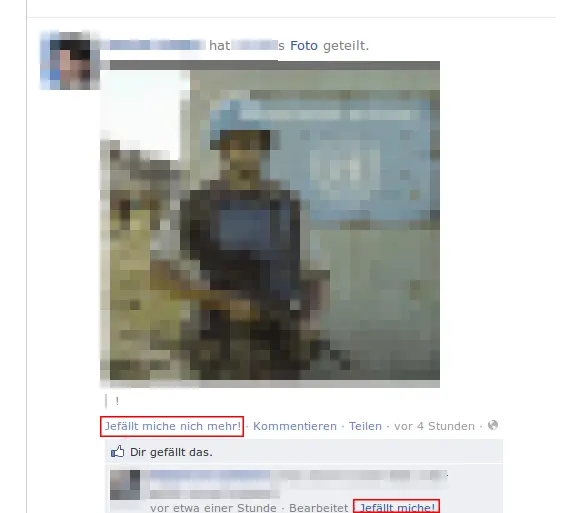 hat s Foto geteilt.
!
Jefällt miche nich mehr! · Kommentieren · Teilen · vor 4 Stunden ·
Dir gefällt das.
vor etwa einer Stunde · Bearbeitet · Jefällt miche!